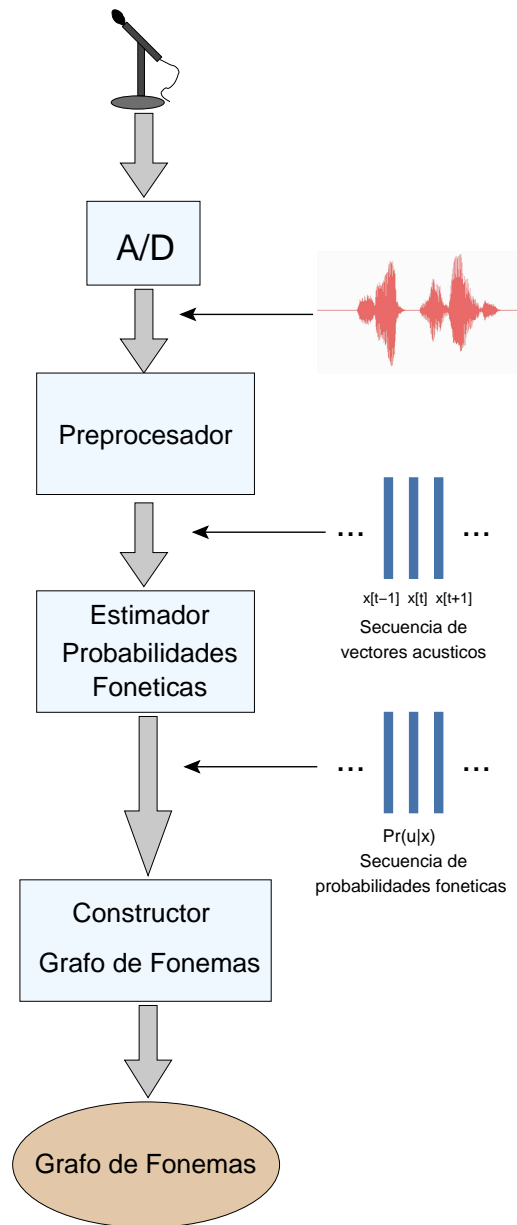 A/D
Preprocesador
...
...
x[t−1] x[t] x[t+1]
Secuencia de
vectores acusticos
Estimador
Probabilidades
Foneticas
...
...
Pr(u|x)
Secuencia de
probabilidades foneticas
Constructor
Grafo de Fonemas
Grafo de Fonemas